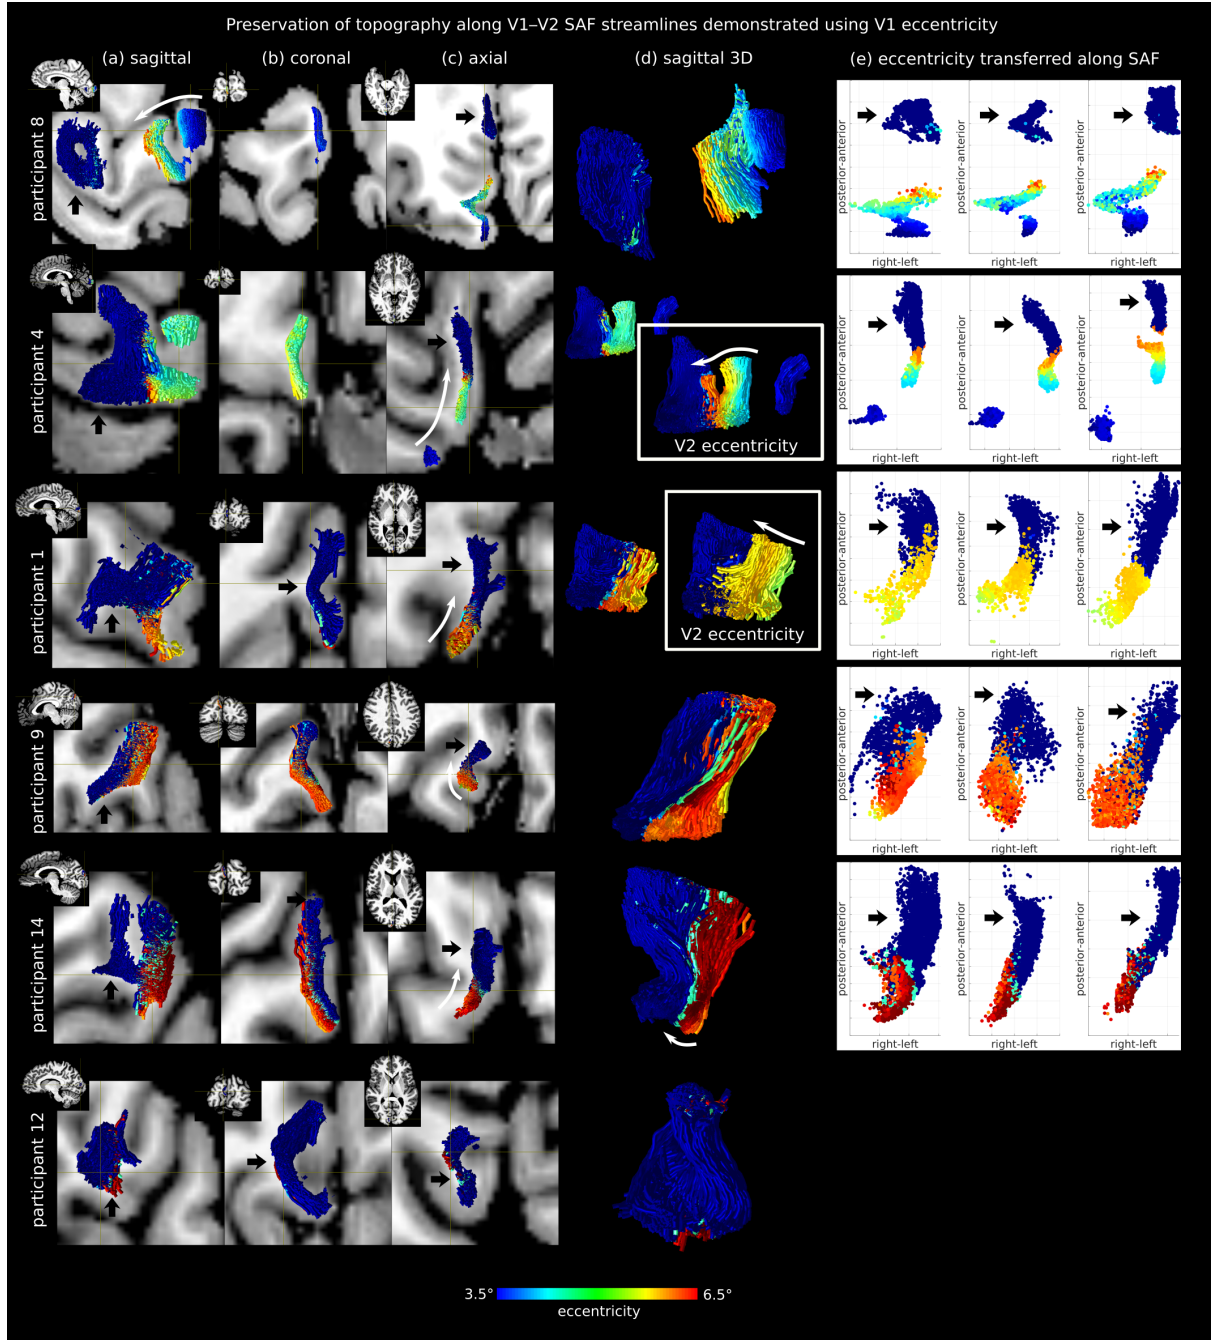 Preservation of topography along V1–V2 SAF streamlines demonstrated using V1 eccentricity
(a) sagittal
(b) coronal
(c) axial
(d) sagittal 3D
(e) eccentricity transferred along SAF
participant 8
posterior-anterior
posterior-anterior
posterior-anterior
right-left
right-left
right-left
participant 4
V2 eccentricity
posterior-anterior
posterior-anterior
posterior-anterior
right-left
right-left
right-left
participant 1
V2 eccentricity
posterior-anterior
posterior-anterior
posterior-anterior
right-left
right-left
right-left
participant 9
posterior-anterior
posterior-anterior
posterior-anterior
right-left
right-left
right-left
participant 14
posterior-anterior
posterior-anterior
posterior-anterior
right-left
right-left
right-left
participant 12
3.5°
6.5°
eccentricity